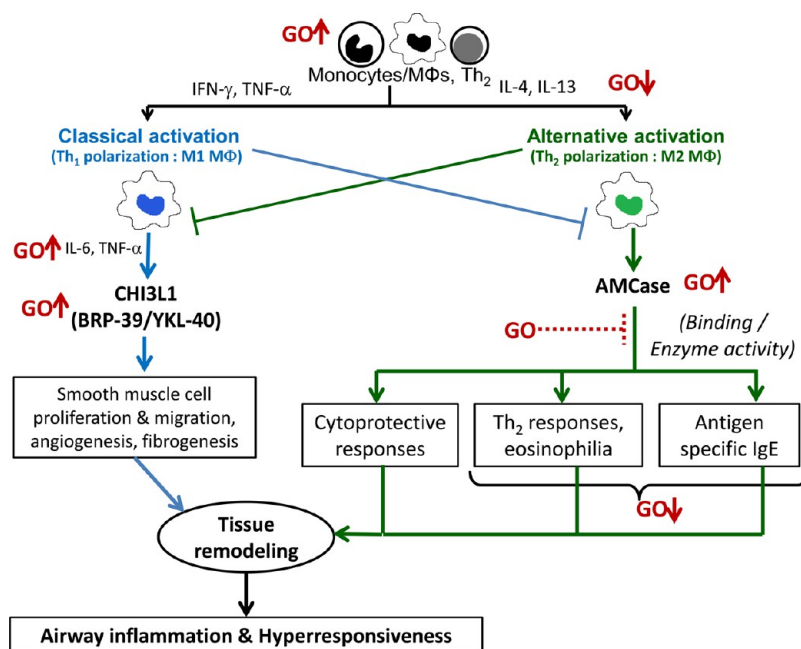 GO↑
Monocytes/MΦs, Th₂
IFN-γ, TNF-α
IL-4, IL-13
GO↓
Classical activation
(Th₁ polarization : M1 MΦ)
Alternative activation
(Th₂ polarization : M2 MΦ)
GO↑ IL-6, TNF-α
GO↑
CHI3L1
(BRP-39/YKL-40)
AMCase
GO↑
GO
(Binding /
Enzyme activity)
Smooth muscle cell
proliferation & migration,
angiogenesis, fibrogenesis
Cytoprotective
responses
Th₂ responses,
eosinophilia
Antigen
specific IgE
GO↓
Tissue
remodeling
Airway inflammation & Hyperresponsiveness